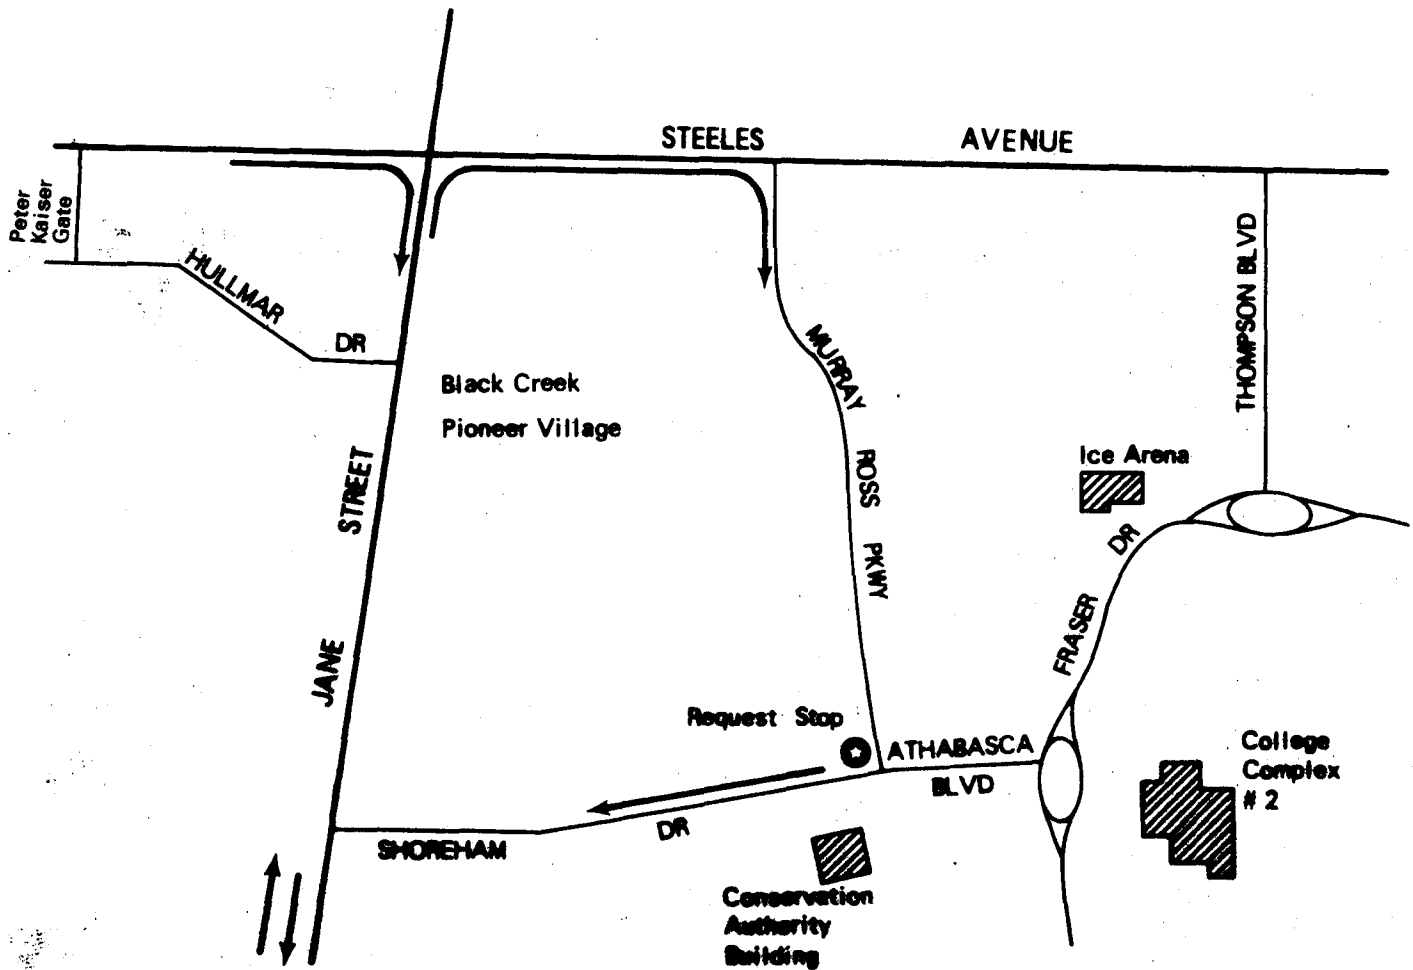 STEELES AVENUE
Peter
Kaiser
Gate
HULLMAR DR
THOMPSON BLVD
Black Creek
Pioneer Village
MURRAY ROSS PKWY
Ice Arena
JANE STREET
FRASER DR
Request Stop
ATHABASCA
BLVD
College
Complex
# 2
SHOREHAM DR
Conservation
Authority
Building